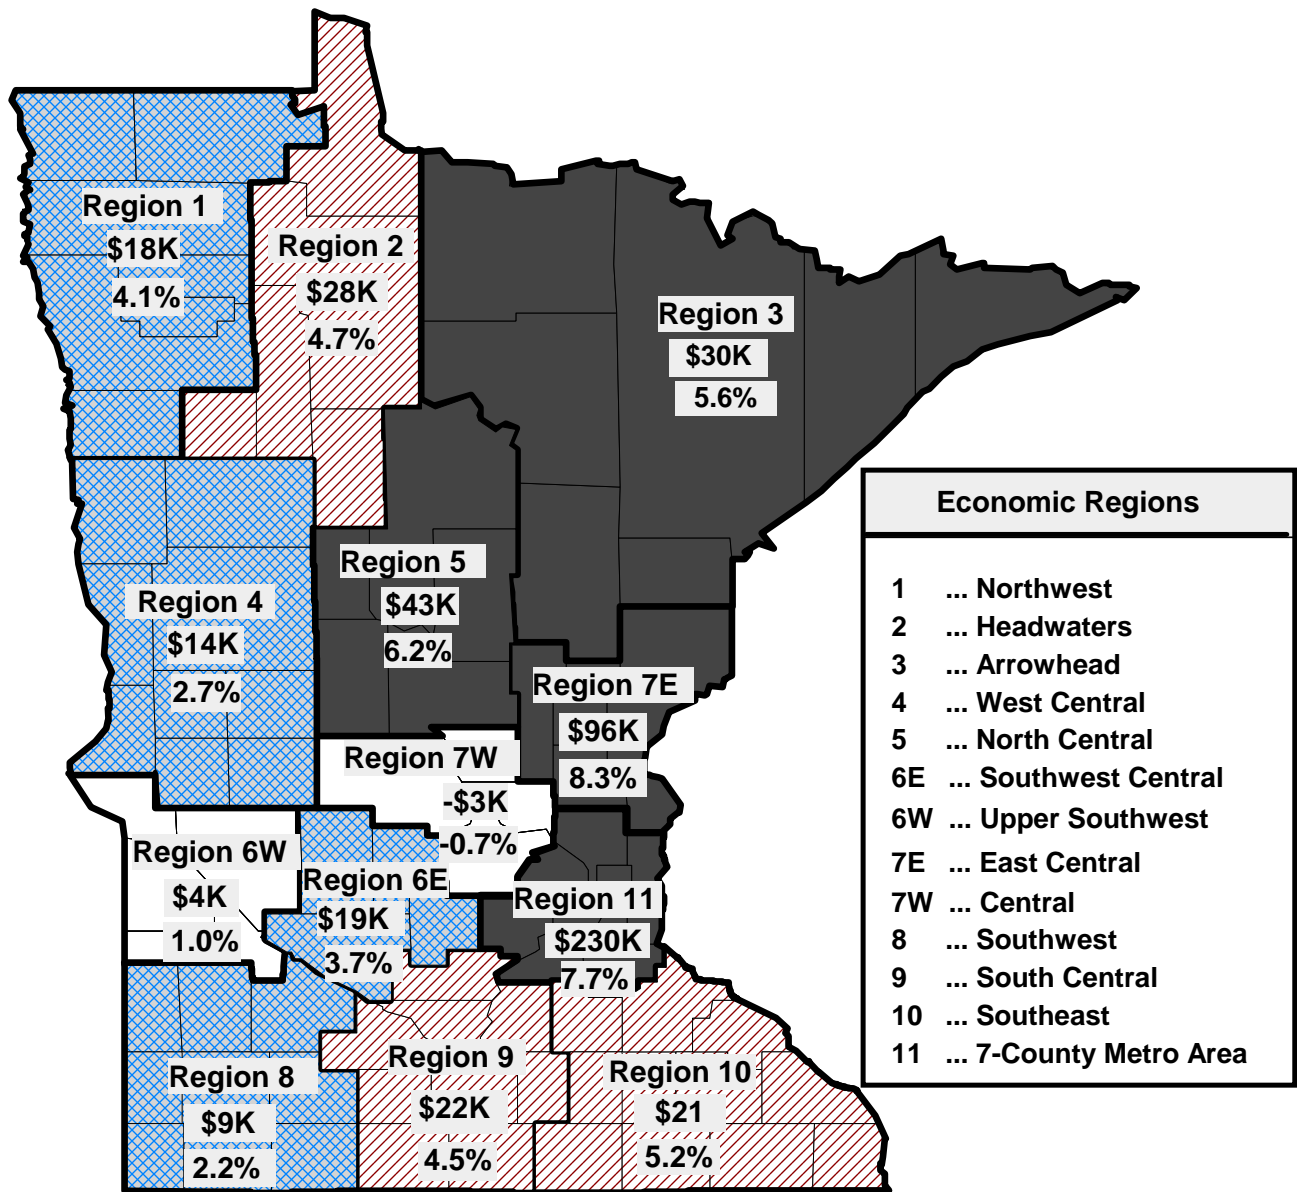 Region 1
$18K
4.1%
Region 2
$28K
4.7%
Region 3
$30K
5.6%
Region 4
$14K
2.7%
Region 5
$43K
6.2%
Region 7E
$96K
8.3%
Region 7W
-$3K
-0.7%
Region 6W
$4K
1.0%
Region 6E
$19K
3.7%
Region 11
$230K
7.7%
Region 8
$9K
2.2%
Region 9
$22K
4.5%
Region 10
$21
5.2%
Economic Regions
1 ... Northwest
2 ... Headwaters
3 ... Arrowhead
4 ... West Central
5 ... North Central
6E ... Southwest Central
6W ... Upper Southwest
7E ... East Central
7W ... Central
8 ... Southwest
9 ... South Central
10 ... Southeast
11 ... 7-County Metro Area